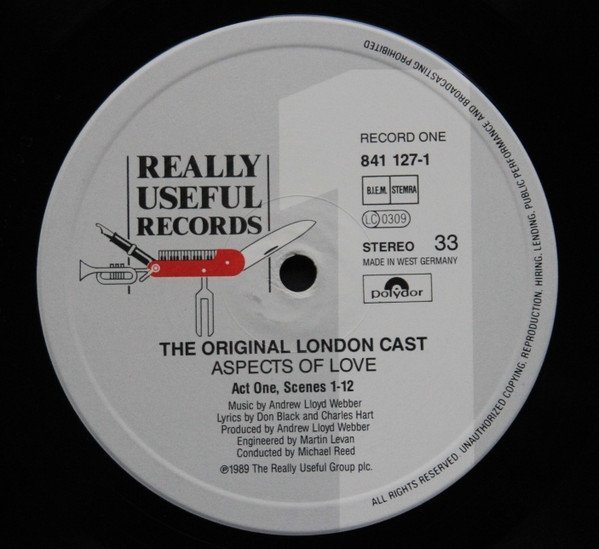 REALLY
USEFUL
RECORDS
RECORD ONE
841 127-1
B.I.E.M. STEMRA
LC 0309
STEREO 33
MADE IN WEST GERMANY
polydor
1
THE ORIGINAL LONDON CAST
ASPECTS OF LOVE
Act One, Scenes 1-12
Music by Andrew Lloyd Webber
Lyrics by Don Black and Charles Hart
Produced by Andrew Lloyd Webber
Engineered by Martin Levan
Conducted by Michael Reed
℗1989 The Really Useful Group plc.
ALL RIGHTS RESERVED. UNAUTHORIZED COPYING, REPRODUCTION, HIRING, LENDING, PUBLIC PERFORMANCE AND BROADCASTING PROHIBITED